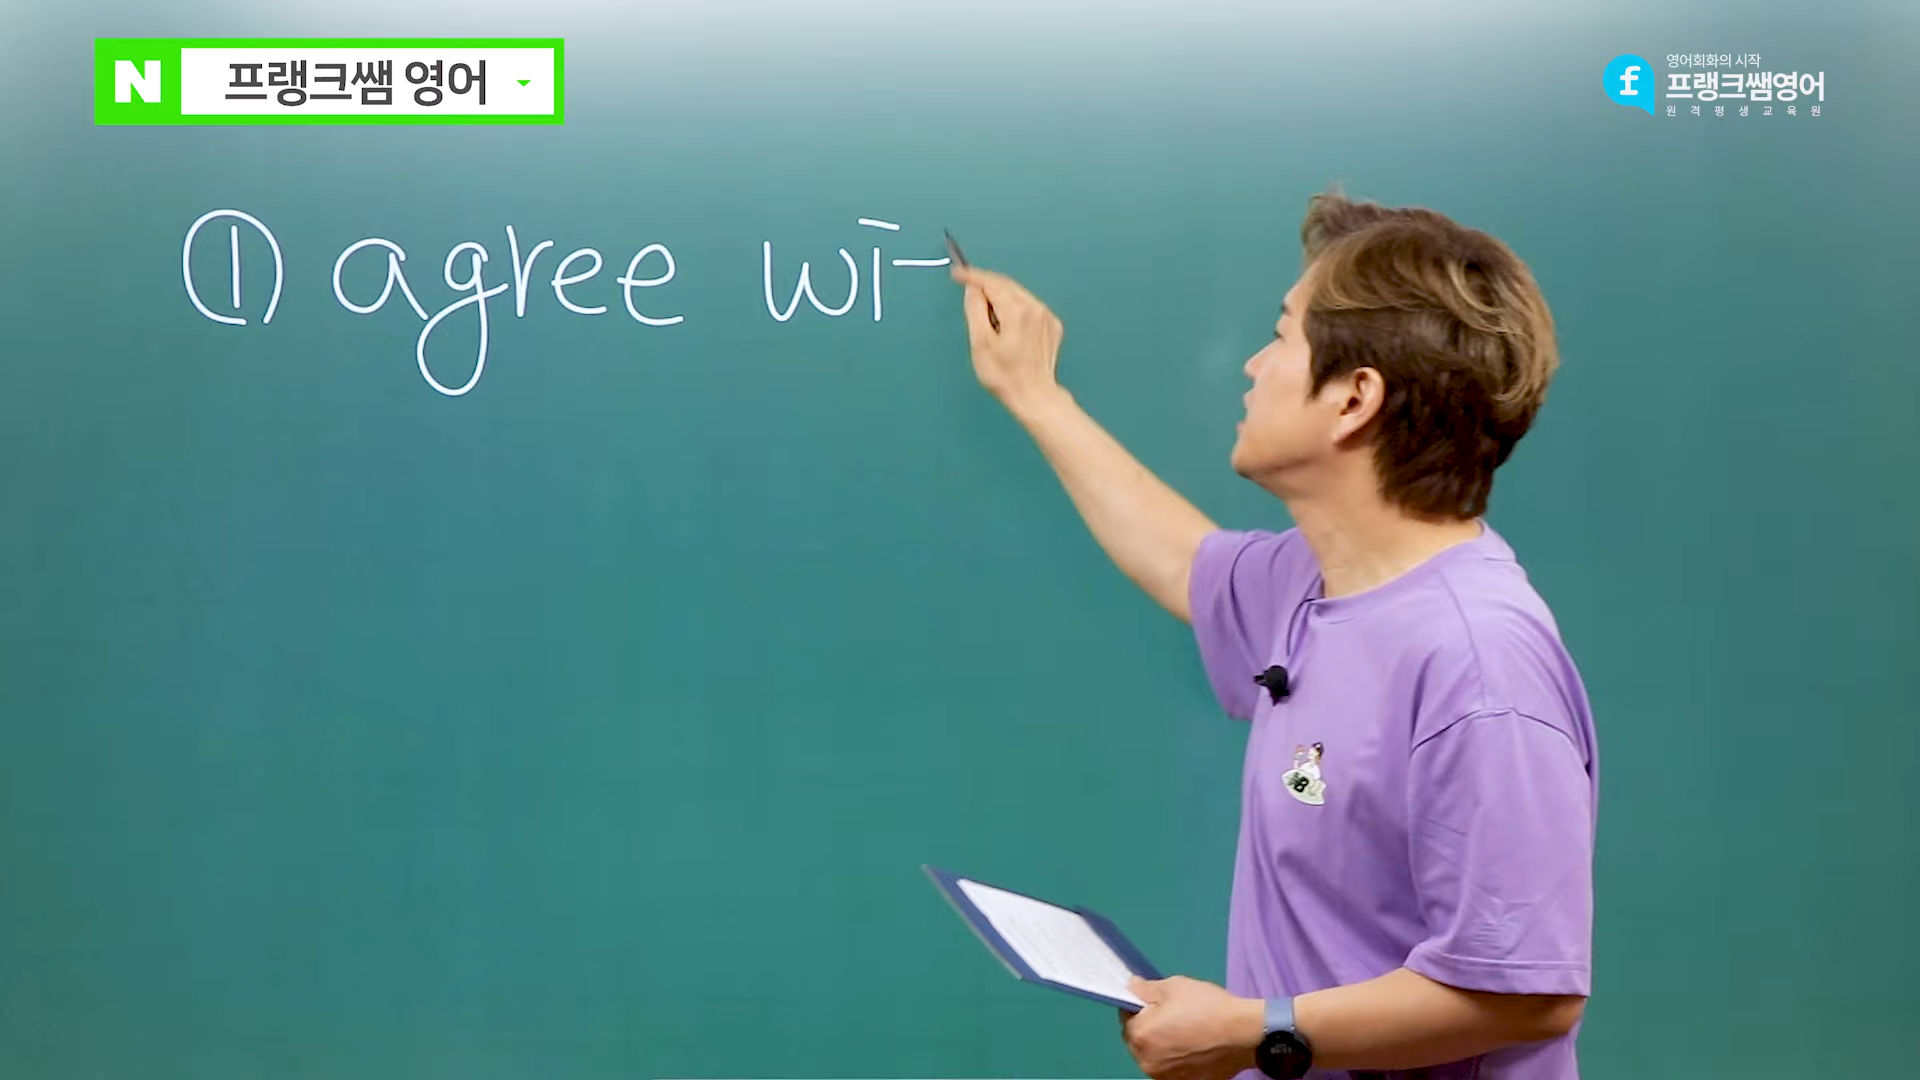 N 프랭크쌤 영어
영어회화의 시작
프랭크쌤영어
원격평생교육원
① agree wi-